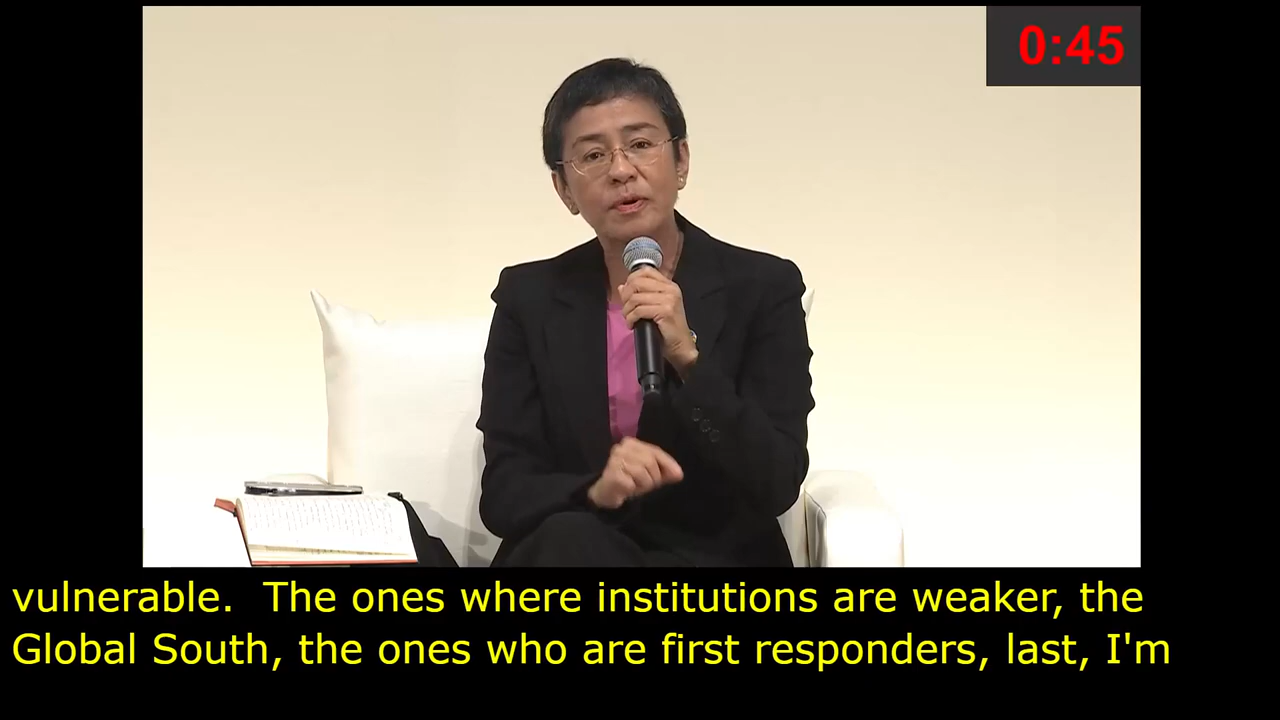 0:45
vulnerable.  The ones where institutions are weaker, the
Global South, the ones who are first responders, last, I'm